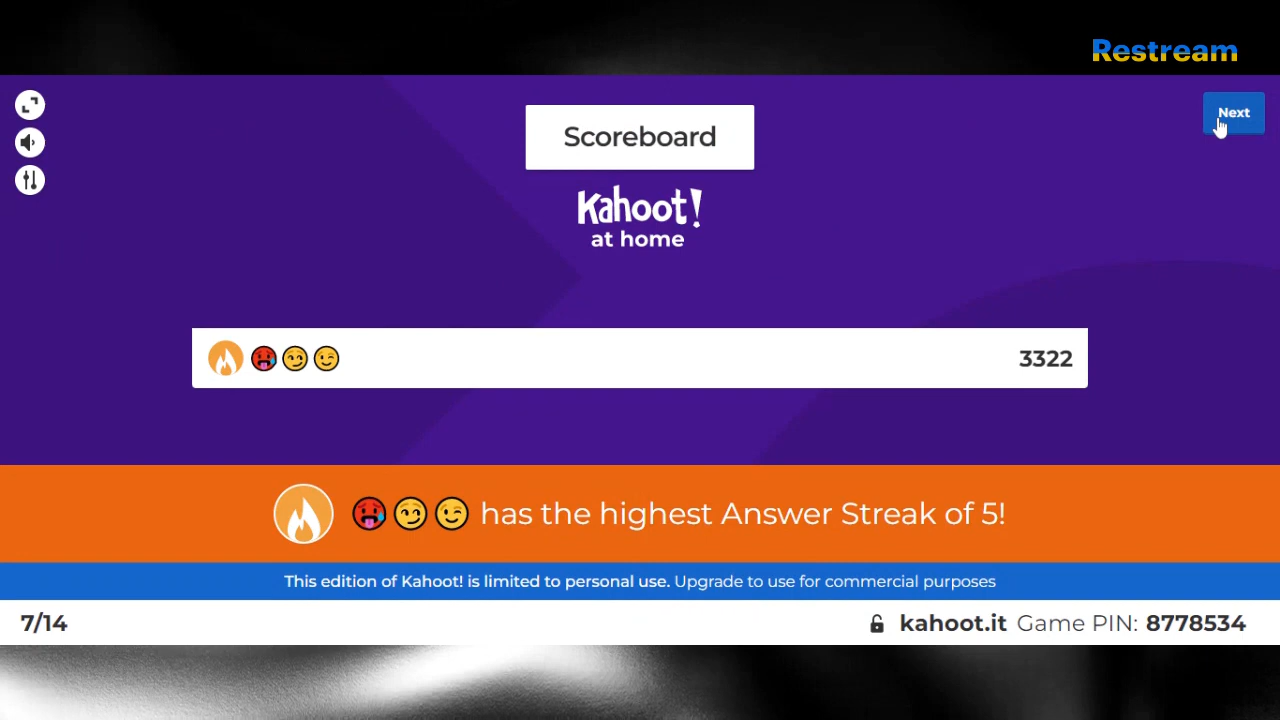 Restream
Next
Scoreboard
Kahoot!
at home
🥵😏😉 3322
🥵😏😉 has the highest Answer Streak of 5!
This edition of Kahoot! is limited to personal use. Upgrade to use for commercial purposes
7/14 kahoot.it Game PIN: 8778534